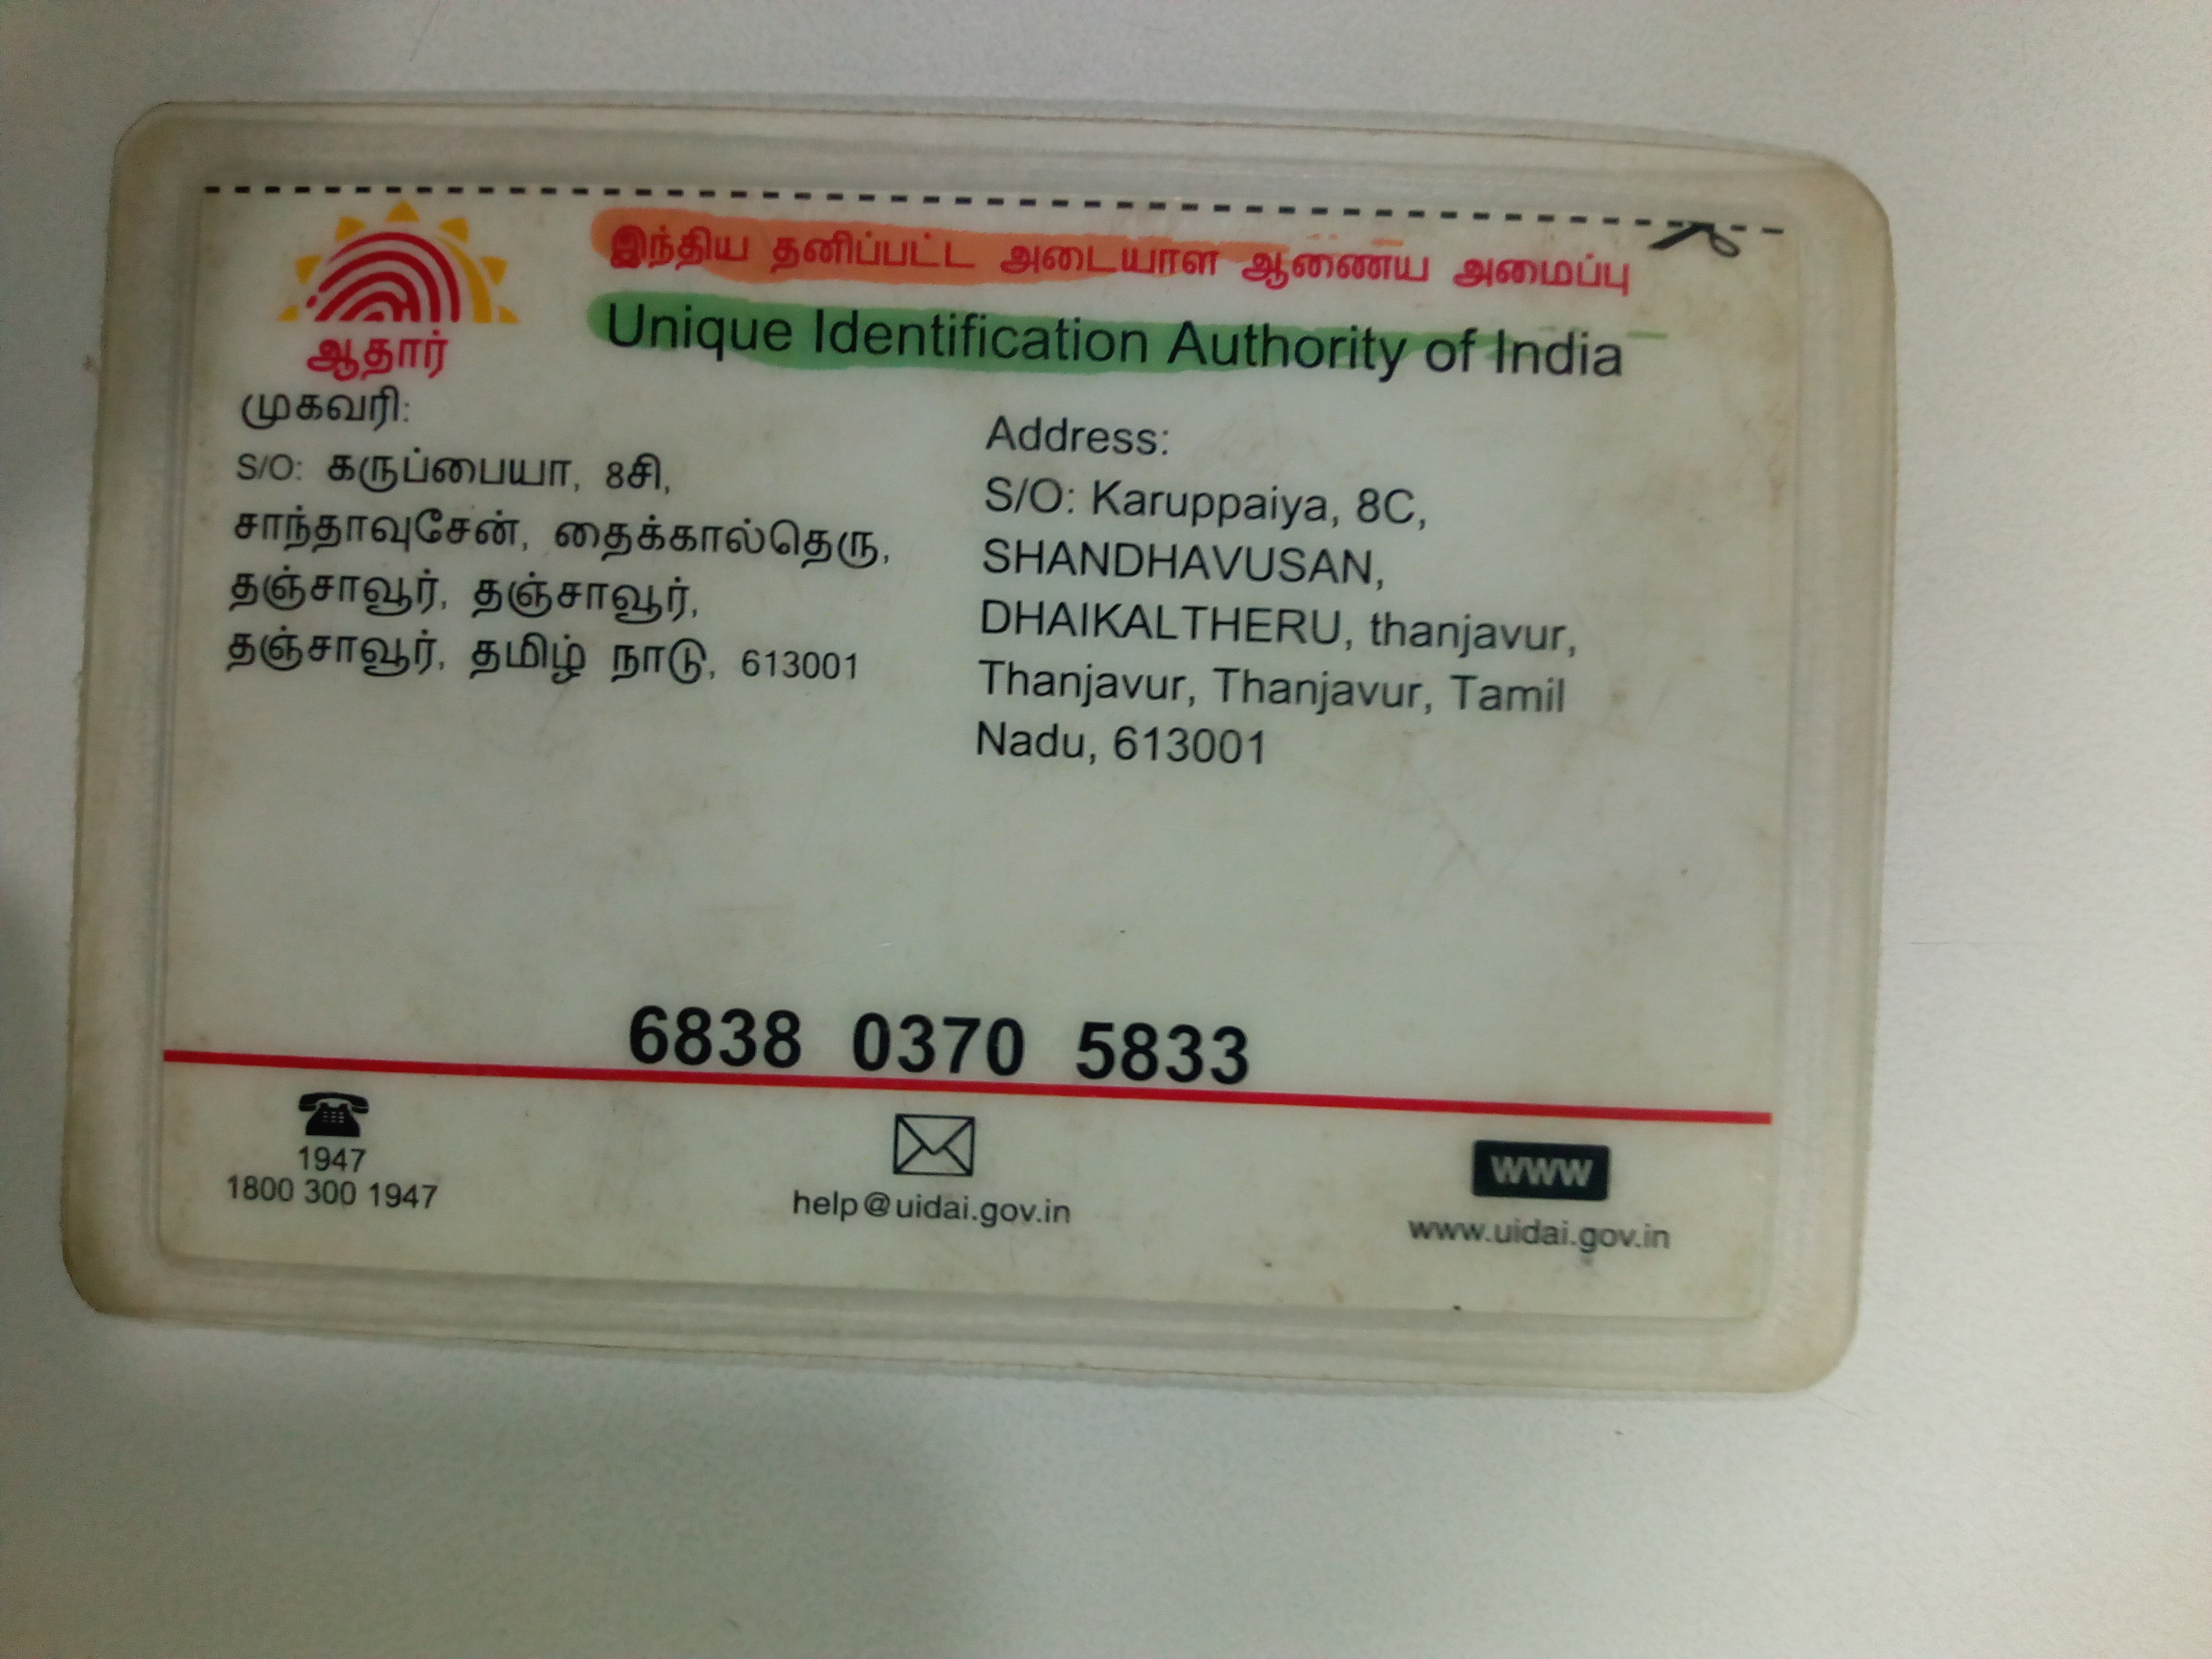 இந்திய தனிப்பட்ட அடையாள ஆணைய அமைப்பு
Unique Identification Authority of India
ஆதார்
முகவரி:
S/O: கருப்பையா, 8சி,
சாந்தாவுசேன், தைக்கால்தெரு,
தஞ்சாவூர், தஞ்சாவூர்,
தஞ்சாவூர், தமிழ் நாடு, 613001
Address:
S/O: Karuppaiya, 8C,
SHANDHAVUSAN,
DHAIKALTHERU, thanjavur,
Thanjavur, Thanjavur, Tamil
Nadu, 613001
6838 0370 5833
1947
1800 300 1947
help@uidai.gov.in
WWW
www.uidai.gov.in